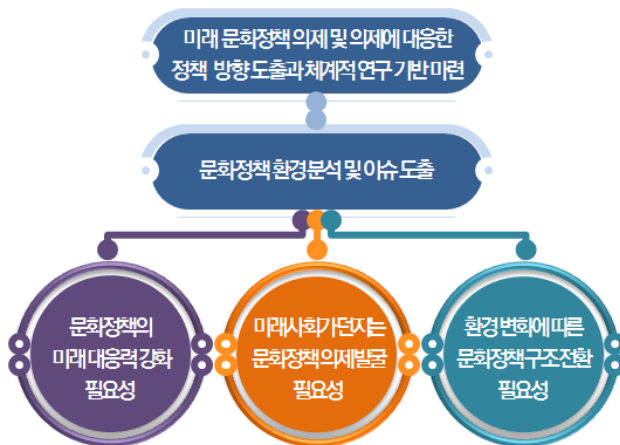 미래 문화정책 의제 및 의제에 대응한
정책 방향 도출과 체계적 연구 기반 마련
문화정책 환경 분석 및 이슈 도출
문화정책의
미래 대응력 강화
필요성
미래사회가 던지는
문화정책 의제발굴
필요성
환경 변화에 따른
문화정책 구조전환
필요성